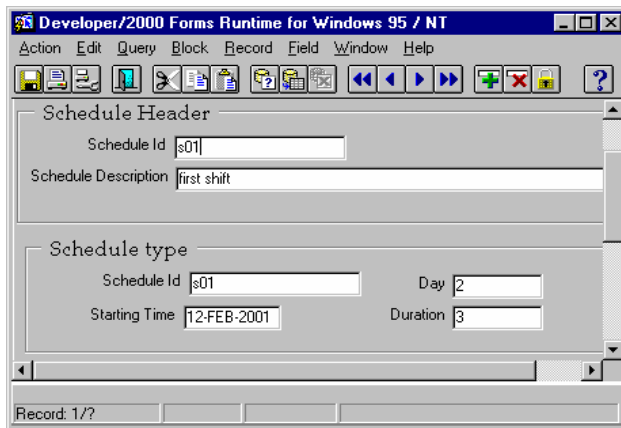 Developer/2000 Forms Runtime for Windows 95 / NT
Action Edit Query Block Record Field Window Help
Schedule Header
Schedule Id s01
Schedule Description first shift
Schedule type
Schedule Id s01 Day 2
Starting Time 12-FEB-2001 Duration 3
Record: 1/?